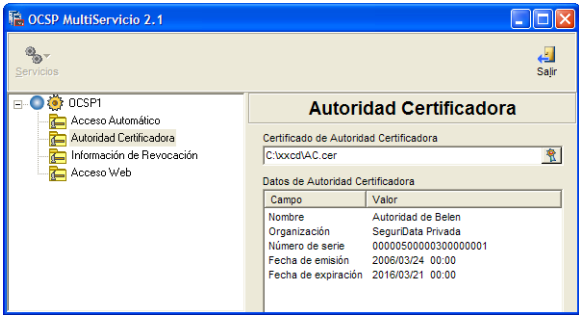 OCSP MultiServicio 2.1
Servicios
Salir
OCSP1
Acceso Automático
Autoridad Certificadora
Información de Revocación
Acceso Web
Autoridad Certificadora
Certificado de Autoridad Certificadora
C:\xxcd\AC.cer
Datos de Autoridad Certificadora
Campo Valor
Nombre Autoridad de Belen
Organización SeguriData Privada
Número de serie 00000500000300000001
Fecha de emisión 2006/03/24 00:00
Fecha de expiración 2016/03/21 00:00